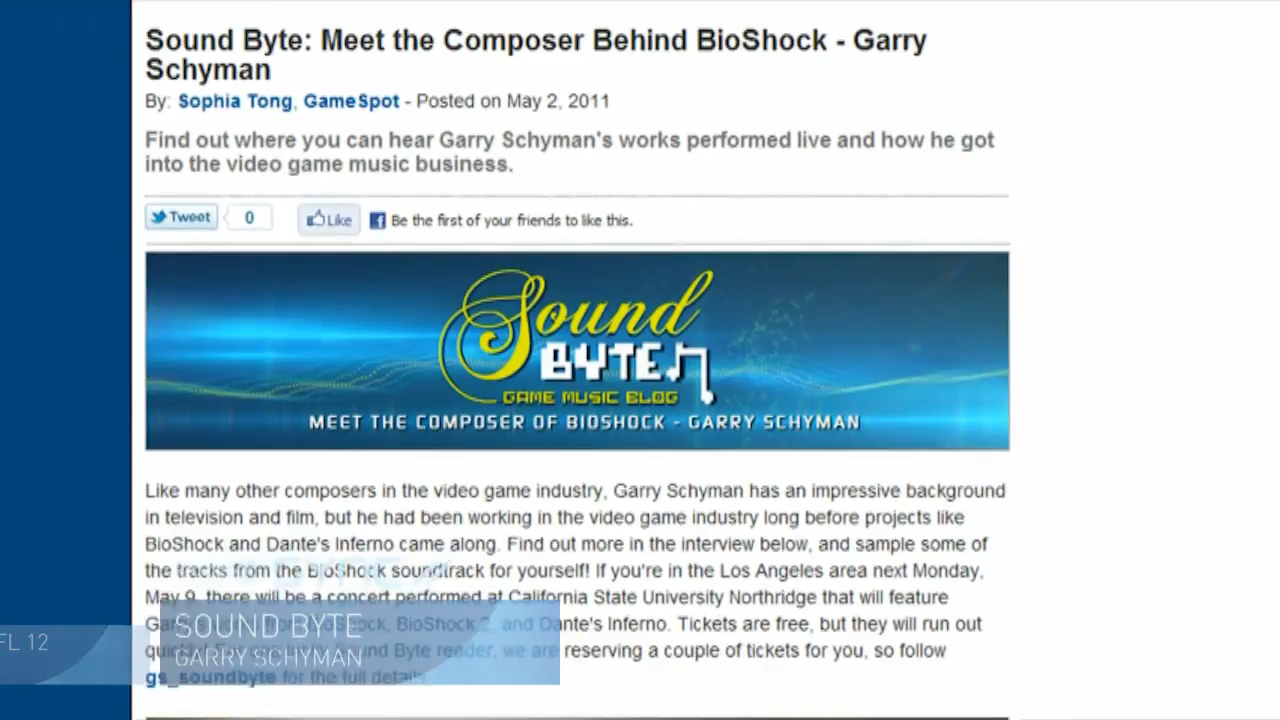 Sound Byte: Meet the Composer Behind BioShock - Garry
Schyman
By: Sophia Tong, GameSpot - Posted on May 2, 2011
Find out where you can hear Garry Schyman's works performed live and how he got
into the video game music business.
Tweet 0 Like Be the first of your friends to like this.
Sound
BYTE
GAME MUSIC BLOG
MEET THE COMPOSER OF BIOSHOCK - GARRY SCHYMAN
Like many other composers in the video game industry, Garry Schyman has an impressive background
in television and film, but he had been working in the video game industry long before projects like
BioShock and Dante's Inferno came along. Find out more in the interview below, and sample some of
the tracks from the BioShock soundtrack for yourself! If you're in the Los Angeles area next Monday,
May 9, there will be a concert performed at California State University Northridge that will feature
BioShock 2, and Dante's Inferno. Tickets are free, but they will run out
Sound Byte reader, we are reserving a couple of tickets for you, so follow
gs_soundbyte for the full details
FL 12
SOUND BYTE
GARRY SCHYMAN